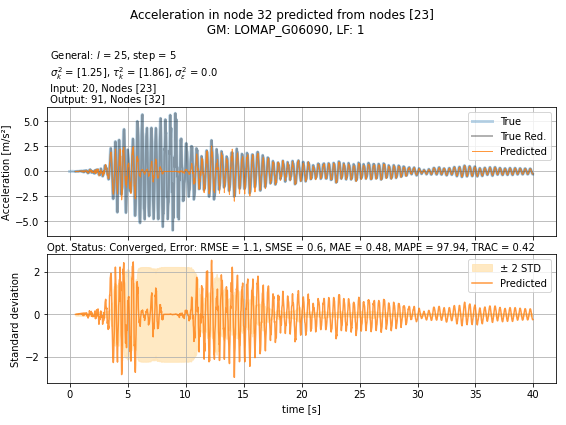 Acceleration in node 32 predicted from nodes [23]
GM: LOMAP_G06090, LF: 1
General: l = 25, step = 5
σ²ₖ = [1.25], τ²ₖ = [1.86], σ²ₑ = 0.0
Input: 20, Nodes [23]
Output: 91, Nodes [32]
Acceleration [m/s²]
5.0
2.5
0.0
−2.5
−5.0
True
True Red.
Predicted
Opt. Status: Converged, Error: RMSE = 1.1, SMSE = 0.6, MAE = 0.48, MAPE = 97.94, TRAC = 0.42
Standard deviation
2
0
−2
± 2 STD
Predicted
0 5 10 15 20 25 30 35 40
time [s]